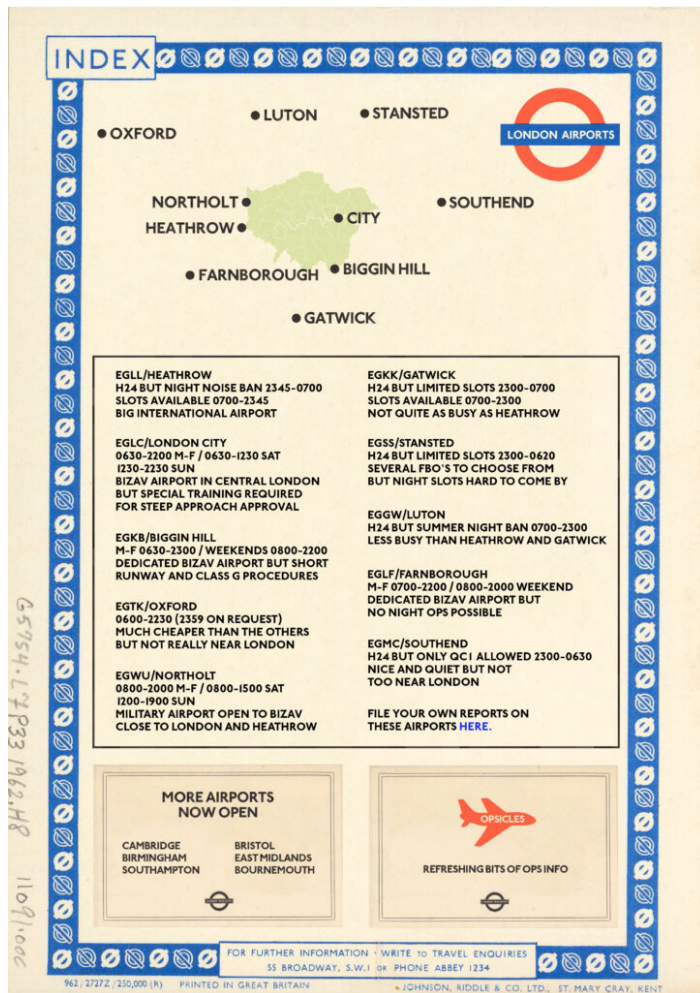 INDEX
LUTON
STANSTED
OXFORD
LONDON AIRPORTS
NORTHOLT
SOUTHEND
CITY
HEATHROW
FARNBOROUGH
BIGGIN HILL
GATWICK
EGLL/HEATHROW
H24 BUT NIGHT NOISE BAN 2345-0700
SLOTS AVAILABLE 0700-2345
BIG INTERNATIONAL AIRPORT
EGLC/LONDON CITY
0630-2200 M-F / 0630-1230 SAT
1230-2230 SUN
BIZAV AIRPORT IN CENTRAL LONDON
BUT SPECIAL TRAINING REQUIRED
FOR STEEP APPROACH APPROVAL
EGKB/BIGGIN HILL
M-F 0630-2300 / WEEKENDS 0800-2200
DEDICATED BIZAV AIRPORT BUT SHORT
RUNWAY AND CLASS G PROCEDURES
EGTK/OXFORD
0600-2230 (2359 ON REQUEST)
MUCH CHEAPER THAN THE OTHERS
BUT NOT REALLY NEAR LONDON
EGWU/NORTHOLT
0800-2000 M-F / 0800-1500 SAT
1200-1900 SUN
MILITARY AIRPORT OPEN TO BIZAV
CLOSE TO LONDON AND HEATHROW
EGKK/GATWICK
H24 BUT LIMITED SLOTS 2300-0700
SLOTS AVAILABLE 0700-2300
NOT QUITE AS BUSY AS HEATHROW
EGSS/STANSTED
H24 BUT LIMITED SLOTS 2300-0620
SEVERAL FBO'S TO CHOOSE FROM
BUT NIGHT SLOTS HARD TO COME BY
EGGW/LUTON
H24 BUT SUMMER NIGHT BAN 0700-2300
LESS BUSY THAN HEATHROW AND GATWICK
EGLF/FARNBOROUGH
M-F 0700-2200 / 0800-2000 WEEKEND
DEDICATED BIZAV AIRPORT BUT
NO NIGHT OPS POSSIBLE
EGMC/SOUTHEND
H24 BUT ONLY QC1 ALLOWED 2300-0630
NICE AND QUIET BUT NOT
TOO NEAR LONDON
FILE YOUR OWN REPORTS ON
THESE AIRPORTS HERE.
MORE AIRPORTS
NOW OPEN
CAMBRIDGE
BIRMINGHAM
SOUTHAMPTON
BRISTOL
EAST MIDLANDS
BOURNEMOUTH
OPSICLES
REFRESHING BITS OF OPS INFO
FOR FURTHER INFORMATION · WRITE TO TRAVEL ENQUIRIES
55 BROADWAY, S.W.1 OR PHONE ABBEY 1234
962/2727Z/250,000 (R) PRINTED IN GREAT BRITAIN
JOHNSON, RIDDLE & CO. LTD., ST. MARY CRAY, KENT